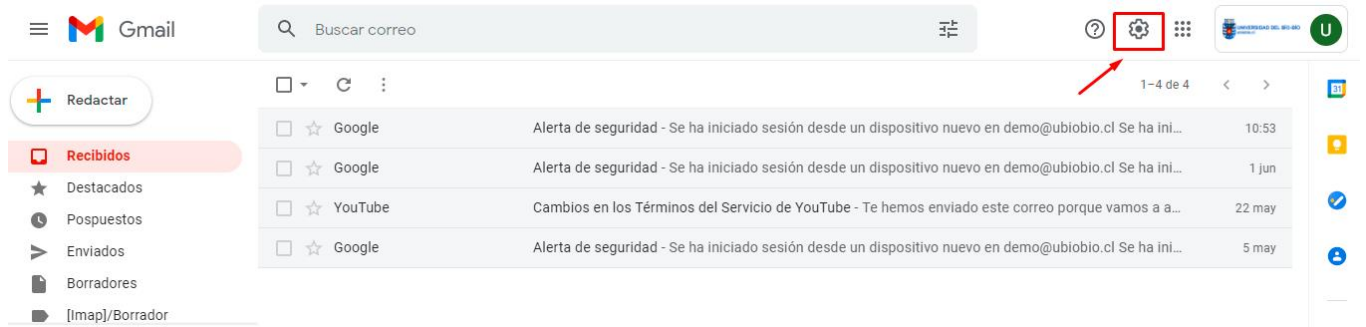 Gmail
Buscar correo
UNIVERSIDAD DEL BÍO-BÍO
U
Redactar
1–4 de 4
31
Google Alerta de seguridad - Se ha iniciado sesión desde un dispositivo nuevo en demo@ubiobio.cl Se ha ini... 10:53
Recibidos
Google Alerta de seguridad - Se ha iniciado sesión desde un dispositivo nuevo en demo@ubiobio.cl Se ha ini... 1 jun
Destacados
YouTube Cambios en los Términos del Servicio de YouTube - Te hemos enviado este correo porque vamos a a... 22 may
Pospuestos
Enviados
Google Alerta de seguridad - Se ha iniciado sesión desde un dispositivo nuevo en demo@ubiobio.cl Se ha ini... 5 may
Borradores
[Imap]/Borrador